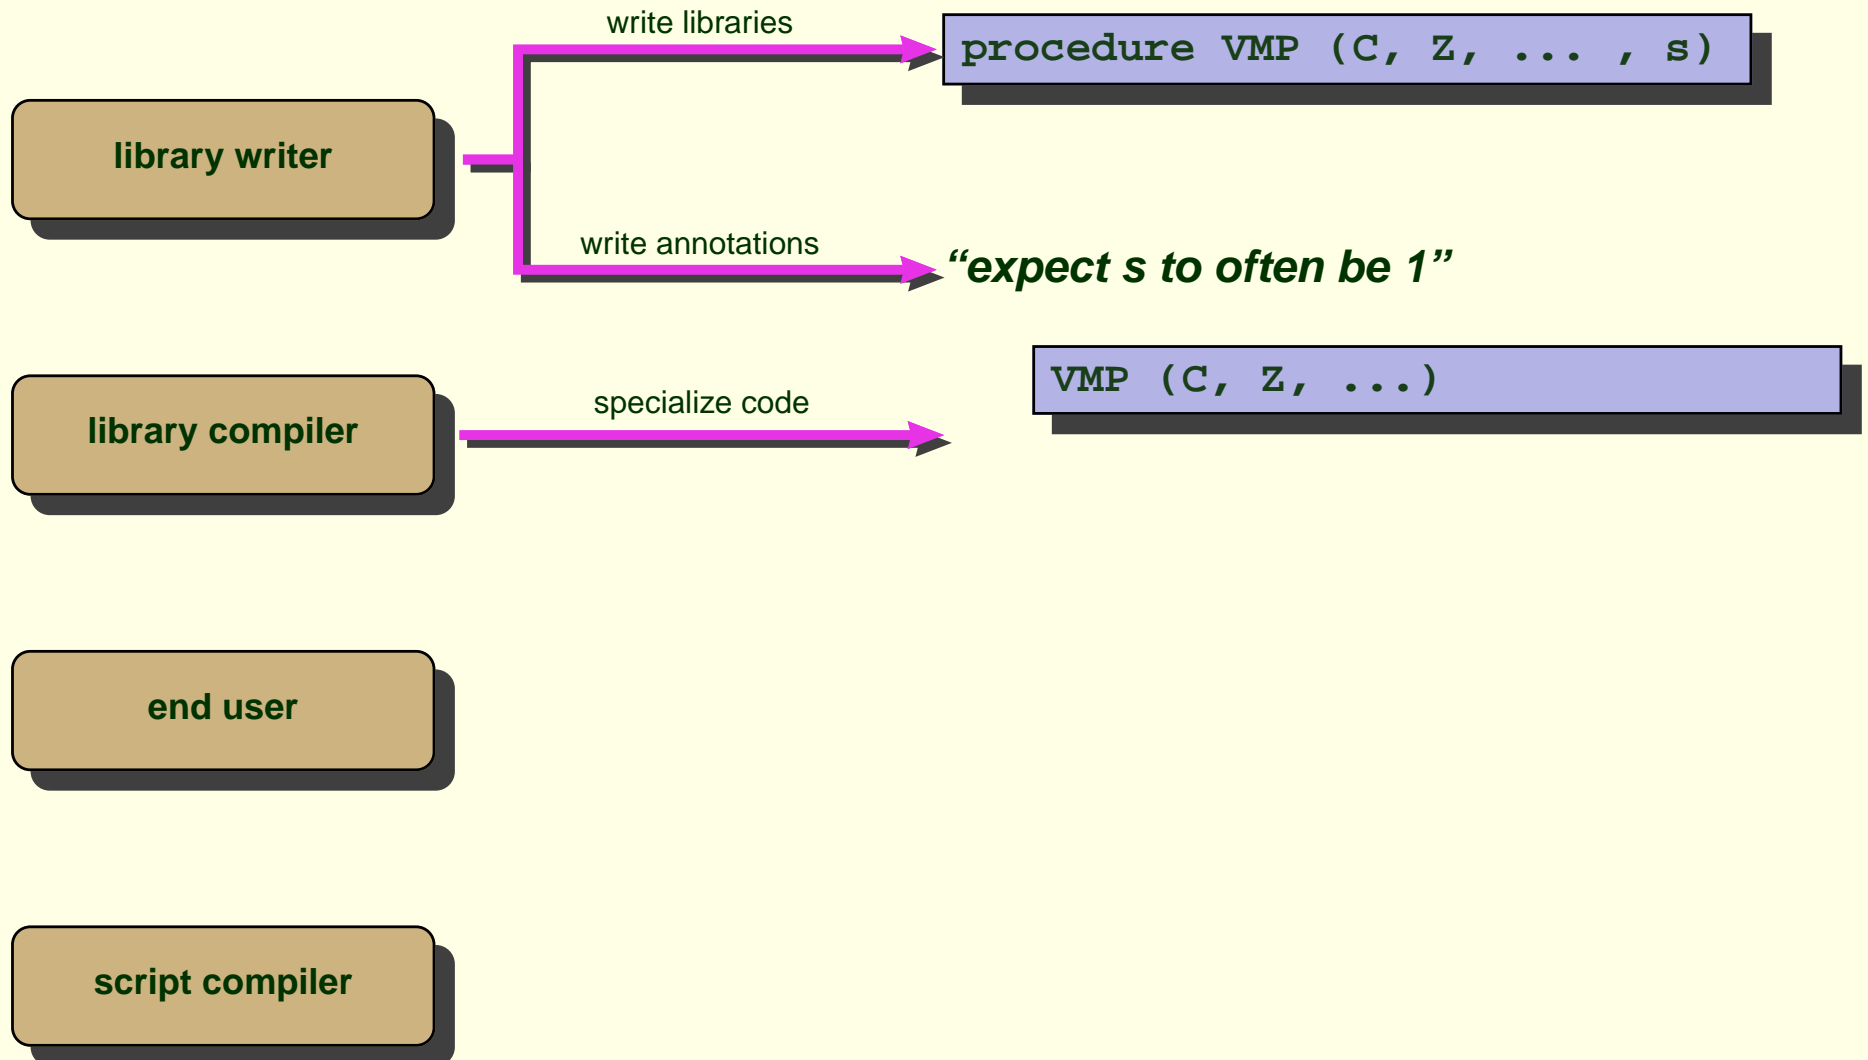 write libraries
procedure VMP (C, Z, ... , s)
library writer
write annotations
“expect s to often be 1”
VMP (C, Z, ...)
specialize code
library compiler
end user
script compiler